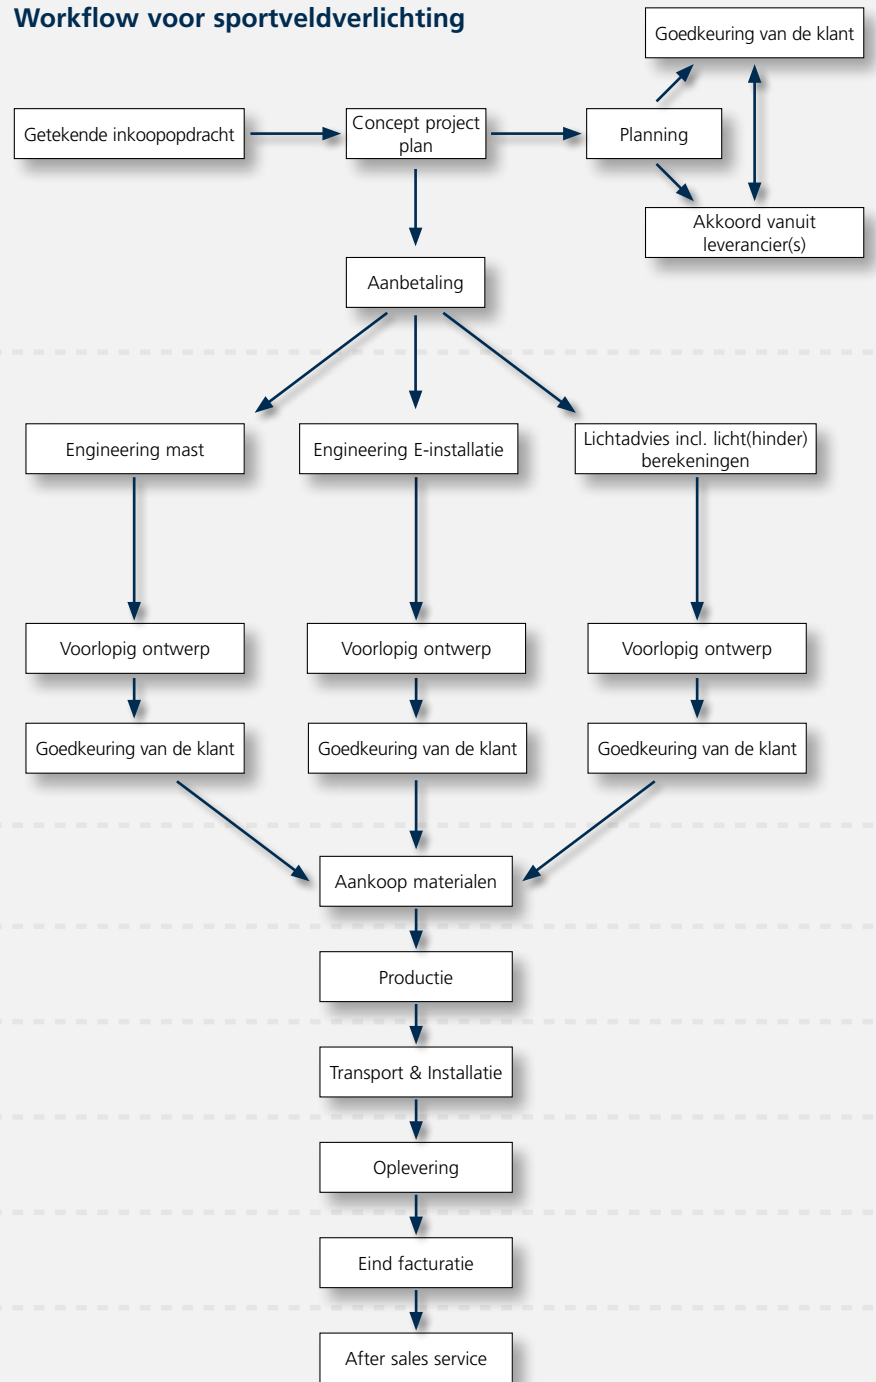 Workflow voor sportveldverlichting
Goedkeuring van de klant
Getekende inkoopopdracht
Concept project
plan
Planning
Akkoord vanuit
leverancier(s)
Aanbetaling
Engineering mast
Engineering E-installatie
Lichtadvies incl. licht(hinder)
berekeningen
Voorlopig ontwerp
Voorlopig ontwerp
Voorlopig ontwerp
Goedkeuring van de klant
Goedkeuring van de klant
Goedkeuring van de klant
Aankoop materialen
Productie
Transport & Installatie
Oplevering
Eind facturatie
After sales service